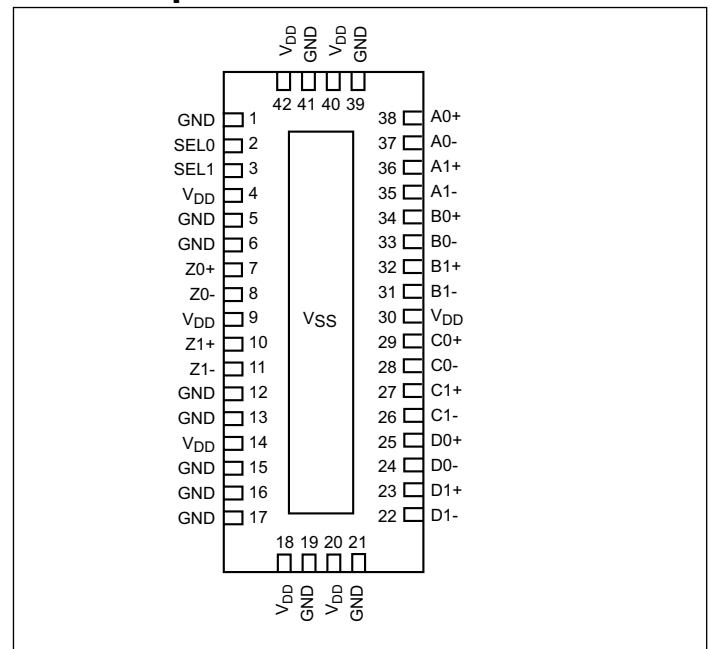 VDD GND VDD GND
42 41 40 39
GND 1
SEL0 2
SEL1 3
VDD 4
GND 5
GND 6
Z0+ 7
Z0- 8
VDD 9
Z1+ 10
Z1- 11
GND 12
GND 13
VDD 14
GND 15
GND 16
GND 17
VSS
38 A0+
37 A0-
36 A1+
35 A1-
34 B0+
33 B0-
32 B1+
31 B1-
30 VDD
29 C0+
28 C0-
27 C1+
26 C1-
25 D0+
24 D0-
23 D1+
22 D1-
18 19 20 21
VDD GND VDD GND